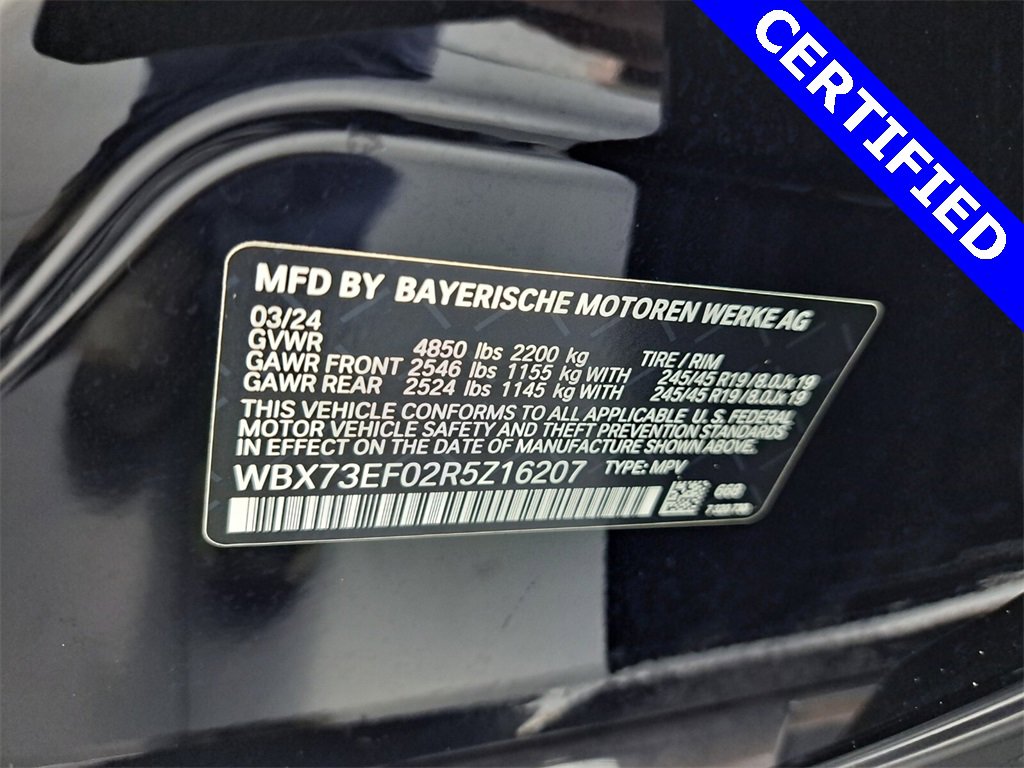 CERTIFIED
MFD BY BAYERISCHE MOTOREN WERKE AG
03/24
GVWR 4850 lbs 2200 kg TIRE / RIM
GAWR FRONT 2546 lbs 1155 kg WITH 245/45 R19 / 8.0Jx19
GAWR REAR 2524 lbs 1145 kg WITH 245/45 R19 / 8.0Jx19
THIS VEHICLE CONFORMS TO ALL APPLICABLE U.S. FEDERAL
MOTOR VEHICLE SAFETY AND THEFT PREVENTION STANDARDS
IN EFFECT ON THE DATE OF MANUFACTURE SHOWN ABOVE.
WBX73EF02R5Z16207 TYPE: MPV
668